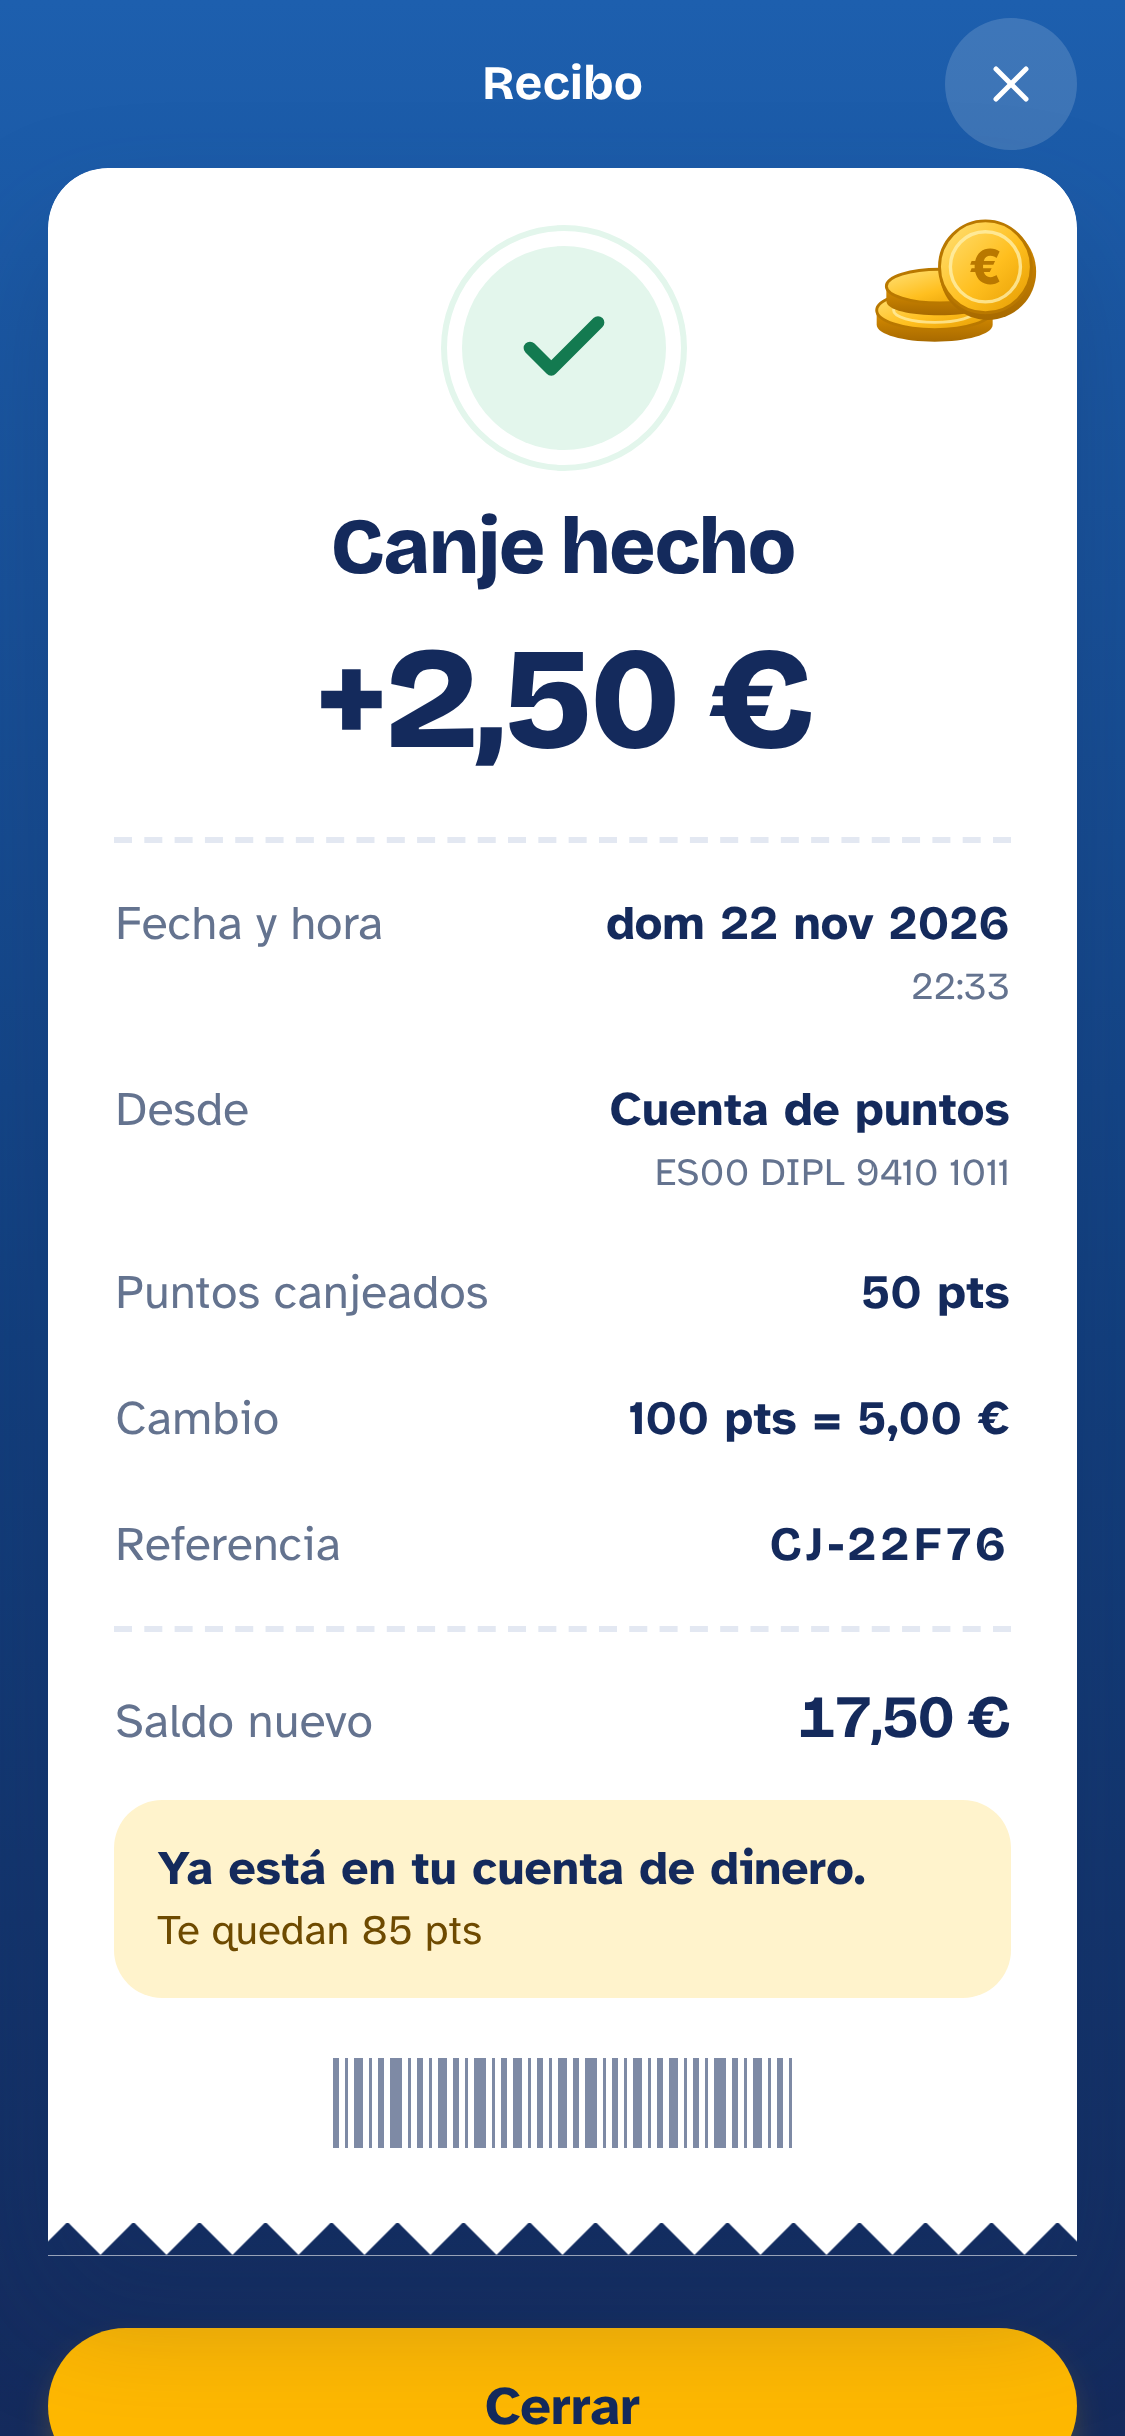 Recibo
€
Canje hecho
+2,50 €
Fecha y hora dom 22 nov 2026
22:33
Desde Cuenta de puntos
ES00 DIPL 9410 1011
Puntos canjeados 50 pts
Cambio 100 pts = 5,00 €
Referencia CJ-22F76
Saldo nuevo 17,50 €
Ya está en tu cuenta de dinero.
Te quedan 85 pts
Cerrar